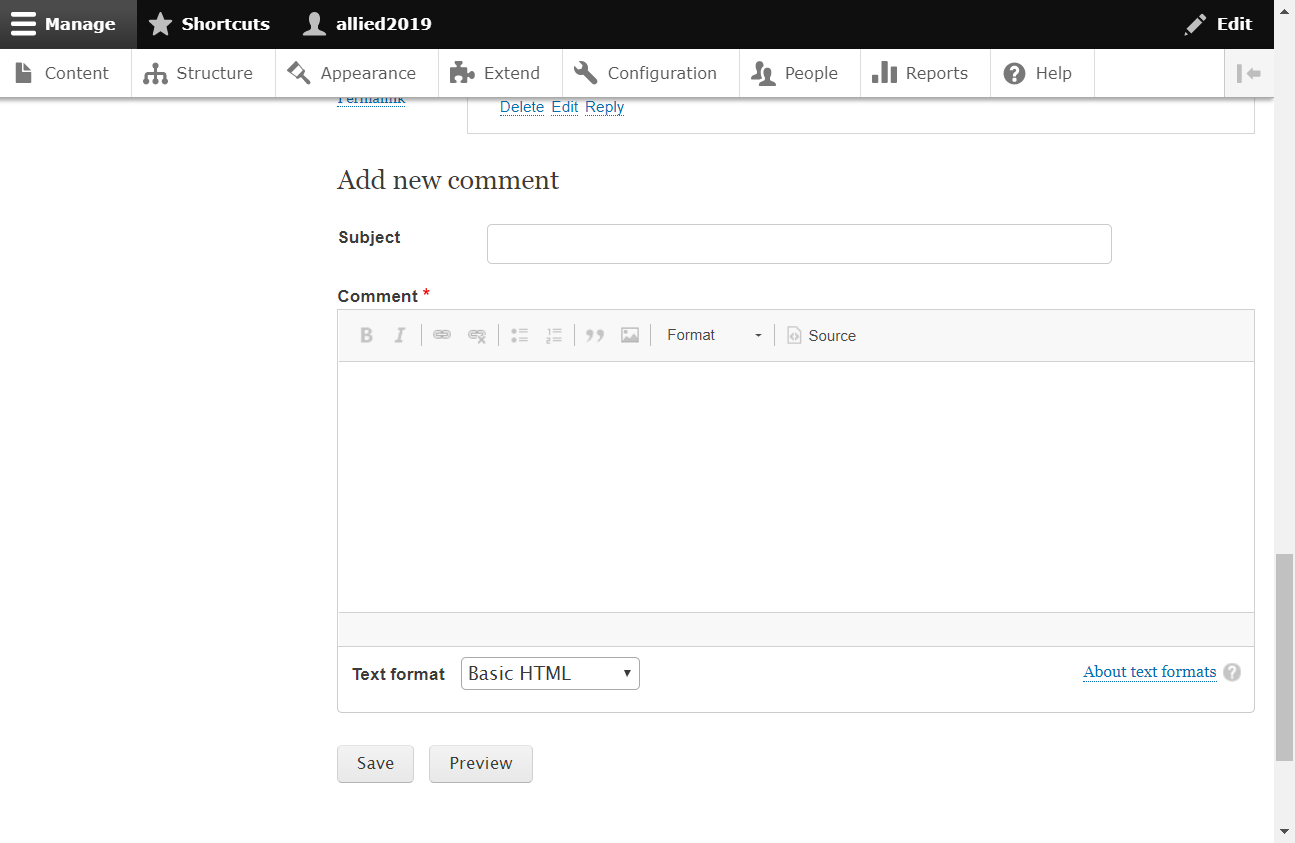 Manage Shortcuts allied2019 Edit
Content Structure Appearance Extend Configuration People Reports Help
Permalink
Delete Edit Reply
Add new comment
Subject
Comment *
B I Format Source
Text format Basic HTML About text formats ?
Save Preview